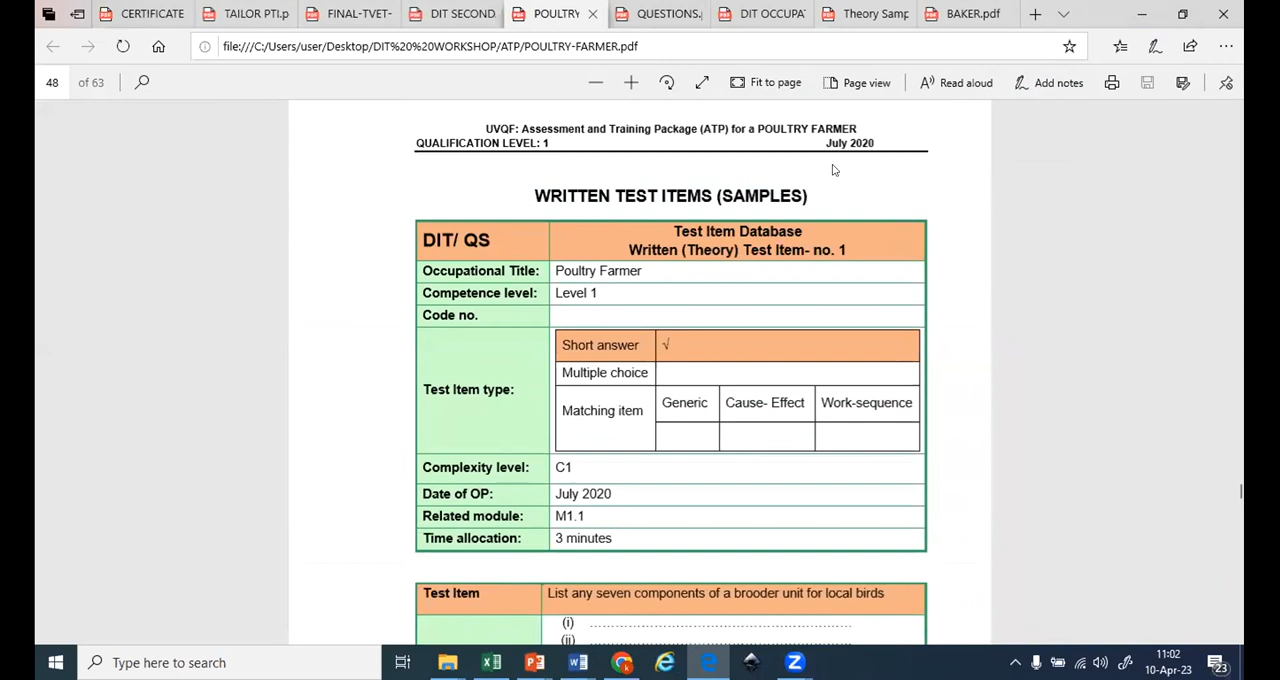 CERTIFICATE
TAILOR PTI.p
FINAL-TVET-
DIT SECOND
POULTRY
QUESTIONS.p
DIT OCCUPA
Theory Samp
BAKER.pdf
file:///C:/Users/user/Desktop/DIT%20%20WORKSHOP/ATP/POULTRY-FARMER.pdf
48 of 63
Fit to page
Page view
Read aloud
Add notes
UVQF: Assessment and Training Package (ATP) for a POULTRY FARMER
QUALIFICATION LEVEL: 1 July 2020
WRITTEN TEST ITEMS (SAMPLES)
DIT/ QS
Test Item Database
Written (Theory) Test Item- no. 1
Occupational Title: Poultry Farmer
Competence level: Level 1
Code no.
Test Item type:
Short answer √
Multiple choice
Matching item
Generic Cause- Effect Work-sequence
Complexity level: C1
Date of OP: July 2020
Related module: M1.1
Time allocation: 3 minutes
Test Item List any seven components of a brooder unit for local birds
(i) ....................................................
(ii) ....................................................
Type here to search
11:02
10-Apr-23
23